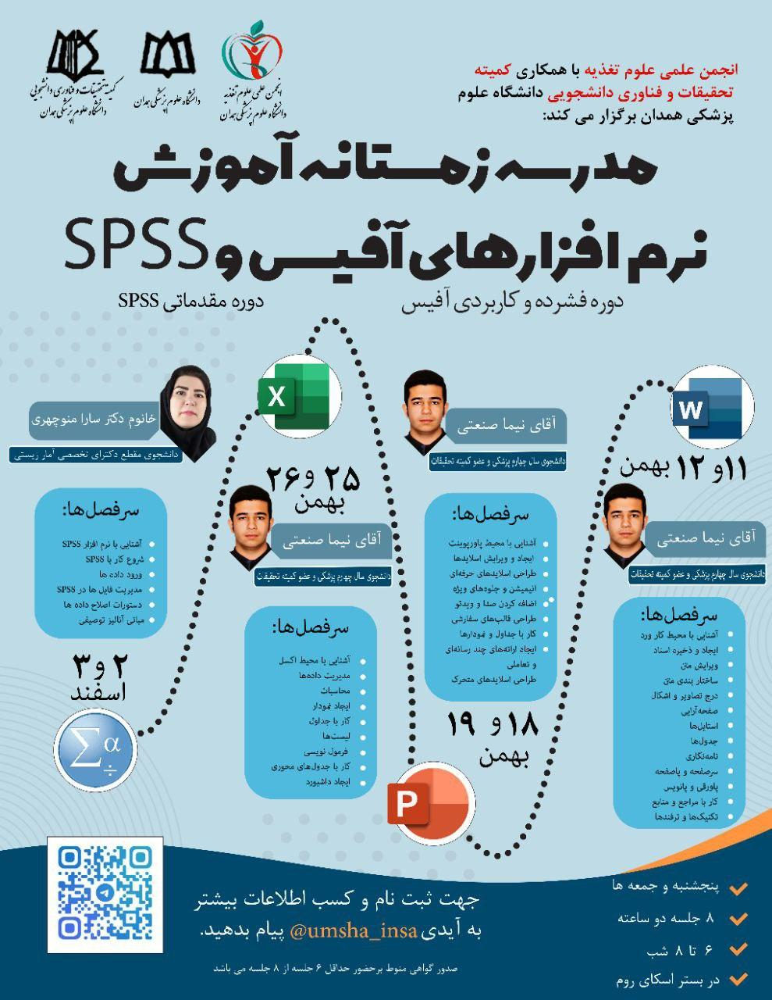 کمیته تحقیقات و فناوری دانشجویی
دانشگاه علوم پزشکی همدان
دانشگاه علوم پزشکی همدان
انجمن علمی علوم تغذیه
دانشگاه علوم پزشکی همدان
انجمن علمی علوم تغذیه با همکاری کمیته
تحقیقات و فناوری دانشجویی دانشگاه علوم
پزشکی همدان برگزار می کند:
مدرسه زمستانه آموزش
نرم افزارهای آفیس و SPSS
دوره فشرده و کاربردی آفیس
دوره مقدماتی SPSS
W
۱۱ و ۱۲ بهمن
آقای نیما صنعتی
دانشجوی سال چهارم پزشکی و عضو کمیته تحقیقات
سرفصل‌ها:
آشنایی با محیط کار ورد
ایجاد و ذخیره اسناد
ویرایش متن
ساختار بندی متن
درج تصاویر و اشکال
صفحه‌آرایی
استایل‌ها
جدول‌ها
نامه‌نگاری
سرصفحه و پاصفحه
پاورقی و پانویس
کار با مراجع و منابع
تکنیک‌ها و ترفندها
آقای نیما صنعتی
دانشجوی سال چهارم پزشکی و عضو کمیته تحقیقات
سرفصل‌ها:
آشنایی با محیط پاورپوینت
ایجاد و ویرایش اسلایدها
طراحی اسلایدهای حرفه‌ای
انیمیشن و جلوه‌های ویژه
اضافه کردن صدا و ویدئو
طراحی قالب‌های سفارشی
کار با جداول و نمودارها
ایجاد ارائه‌های چند رسانه‌ای
و تعاملی
طراحی اسلایدهای متحرک
۱۸ و ۱۹
بهمن
P
X
۲۵ و ۲۶
بهمن
آقای نیما صنعتی
دانشجوی سال چهارم پزشکی و عضو کمیته تحقیقات
سرفصل‌ها:
آشنایی با محیط اکسل
مدیریت داده‌ها
محاسبات
ایجاد نمودار
کار با جداول
لیست‌ها
فرمول نویسی
کار با جدول‌های محوری
ایجاد داشبورد
خانوم دکتر سارا منوچهری
دانشجوی مقطع دکترای تخصصی آمار زیستی
سرفصل‌ها:
آشنایی با نرم افزار SPSS
شروع کار با SPSS
ورود داده ها
مدیریت فایل ها در SPSS
دستورات اصلاح داده ها
مبانی آنالیز توصیفی
۲ و ۳
اسفند
Σ α ÷
پنجشنبه و جمعه ها
۸ جلسه دو ساعته
۶ تا ۸ شب
در بستر اسکای روم
جهت ثبت نام و کسب اطلاعات بیشتر
به آیدی @umsha_insa پیام بدهید.
صدور گواهی منوط برحضور حداقل ۶ جلسه از ۸ جلسه می باشد